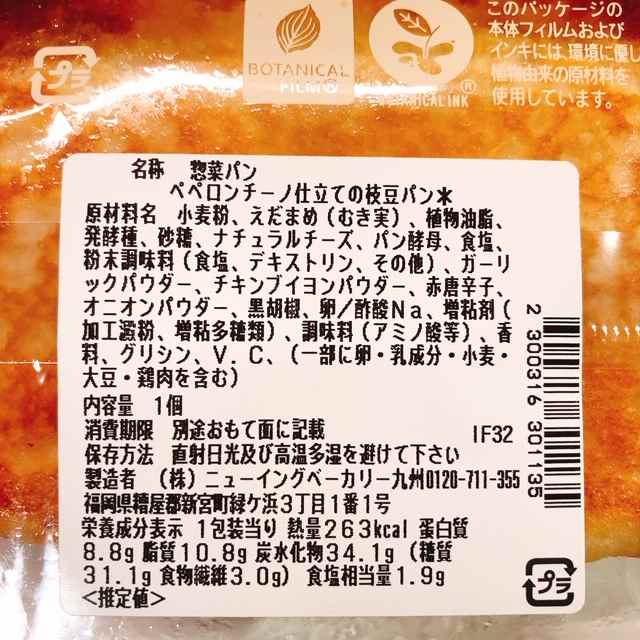 このパッケージの
本体フィルムおよび
インキには、環境に優し
植物由来の原材料を
使用しています。
BOTANICAL
FILM
プラ
名称 惣菜パン
ペペロンチーノ仕立ての枝豆パン*
原材料名 小麦粉、えだまめ(むき実)、植物油脂、
発酵種、砂糖、ナチュラルチーズ、パン酵母、食塩、
粉末調味料(食塩、デキストリン、その他)、ガーリ
ックパウダー、チキンブイヨンパウダー、赤唐辛子、
オニオンパウダー、黒胡椒、卵/酢酸Na、増粘剤(
加工澱粉、増粘多糖類)、調味料(アミノ酸等)、香
料、グリシン、V.C、(一部に卵・乳成分・小麦・
大豆・鶏肉を含む)
内容量 1個
消費期限 別途おもて面に記載 IF32
保存方法 直射日光及び高温多湿を避けて下さい
製造者 (株)ニューイングベーカリー九州0120-711-355
福岡県糟屋郡新宮町緑ケ浜3丁目1番1号
栄養成分表示 1包装当り 熱量263kcal 蛋白質
8.8g 脂質10.8g 炭水化物34.1g(糖質
31.1g 食物繊維3.0g) 食塩相当量1.9g
<推定値>
2 300316 301135
プラ